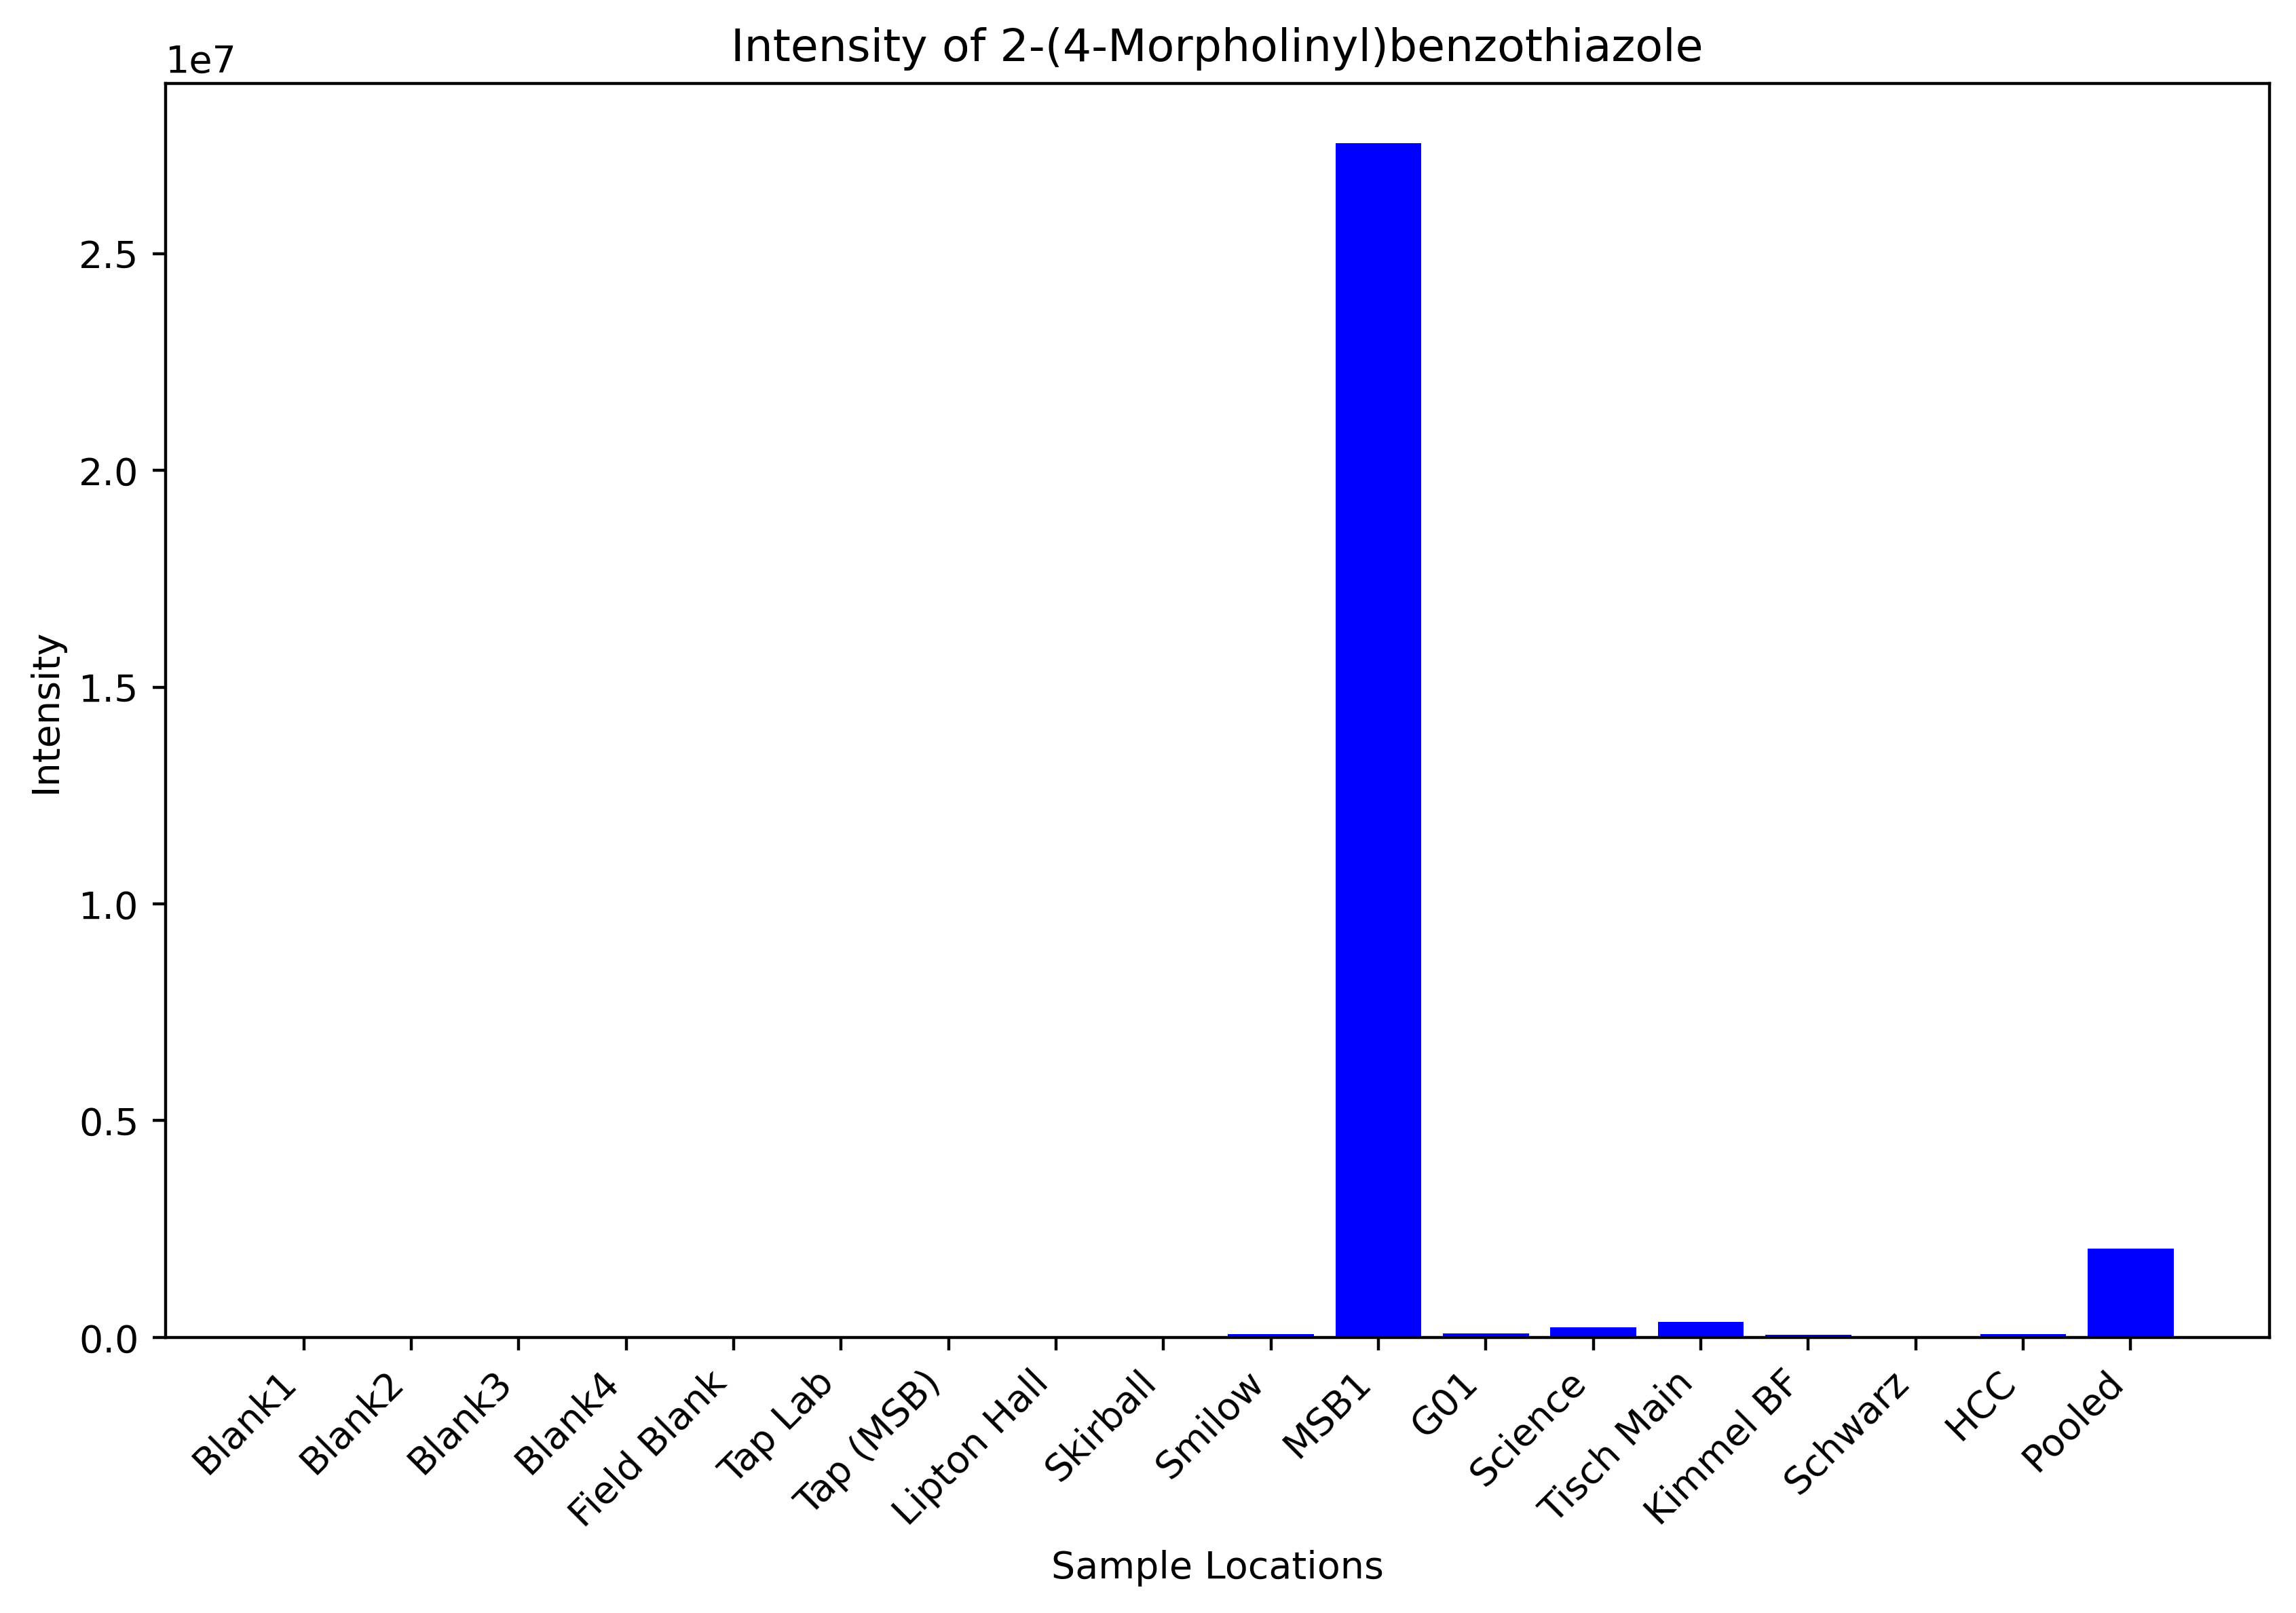 Intensity of 2-(4-Morpholinyl)benzothiazole
1e7
2.5
2.0
1.5
1.0
0.5
0.0
Intensity
Blank1
Blank2
Blank3
Blank4
Field Blank
Tap Lab
Tap (MSB)
Lipton Hall
Skirball
Smilow
MSB1
G01
Science
Tisch Main
Kimmel BF
Schwarz
HCC
Pooled
Sample Locations